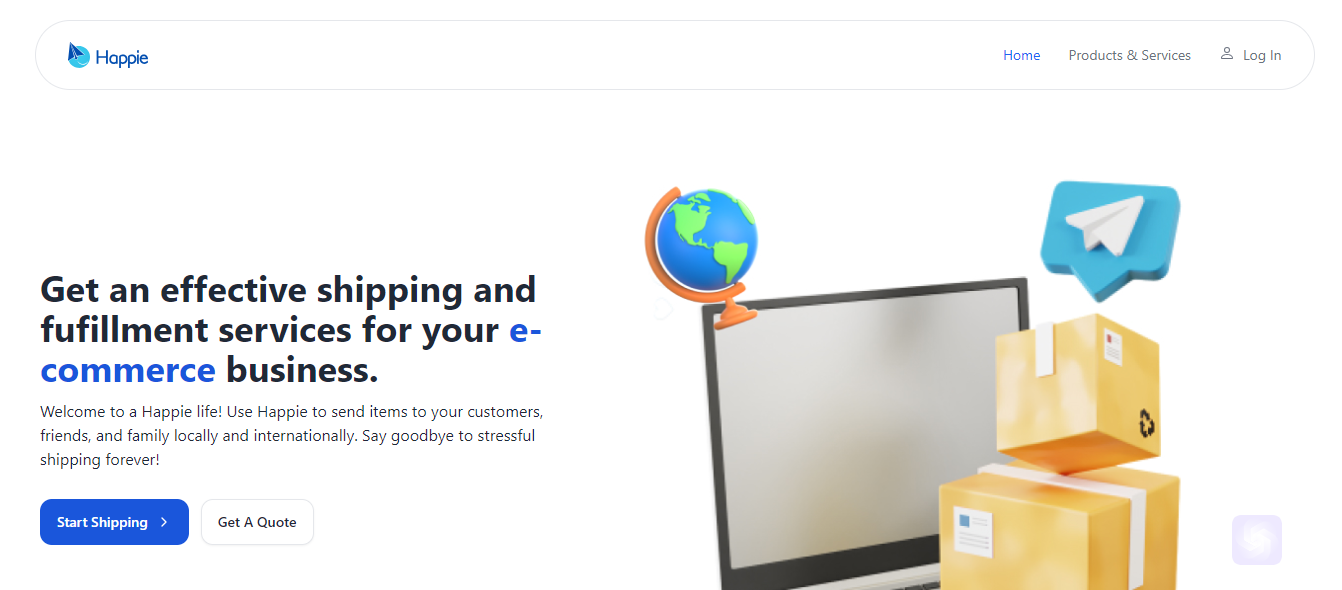 Happie
Home
Products & Services
Log In
Get an effective shipping and
fufillment services for your e-
commerce business.
Welcome to a Happie life! Use Happie to send items to your customers,
friends, and family locally and internationally. Say goodbye to stressful
shipping forever!
Start Shipping
Get A Quote